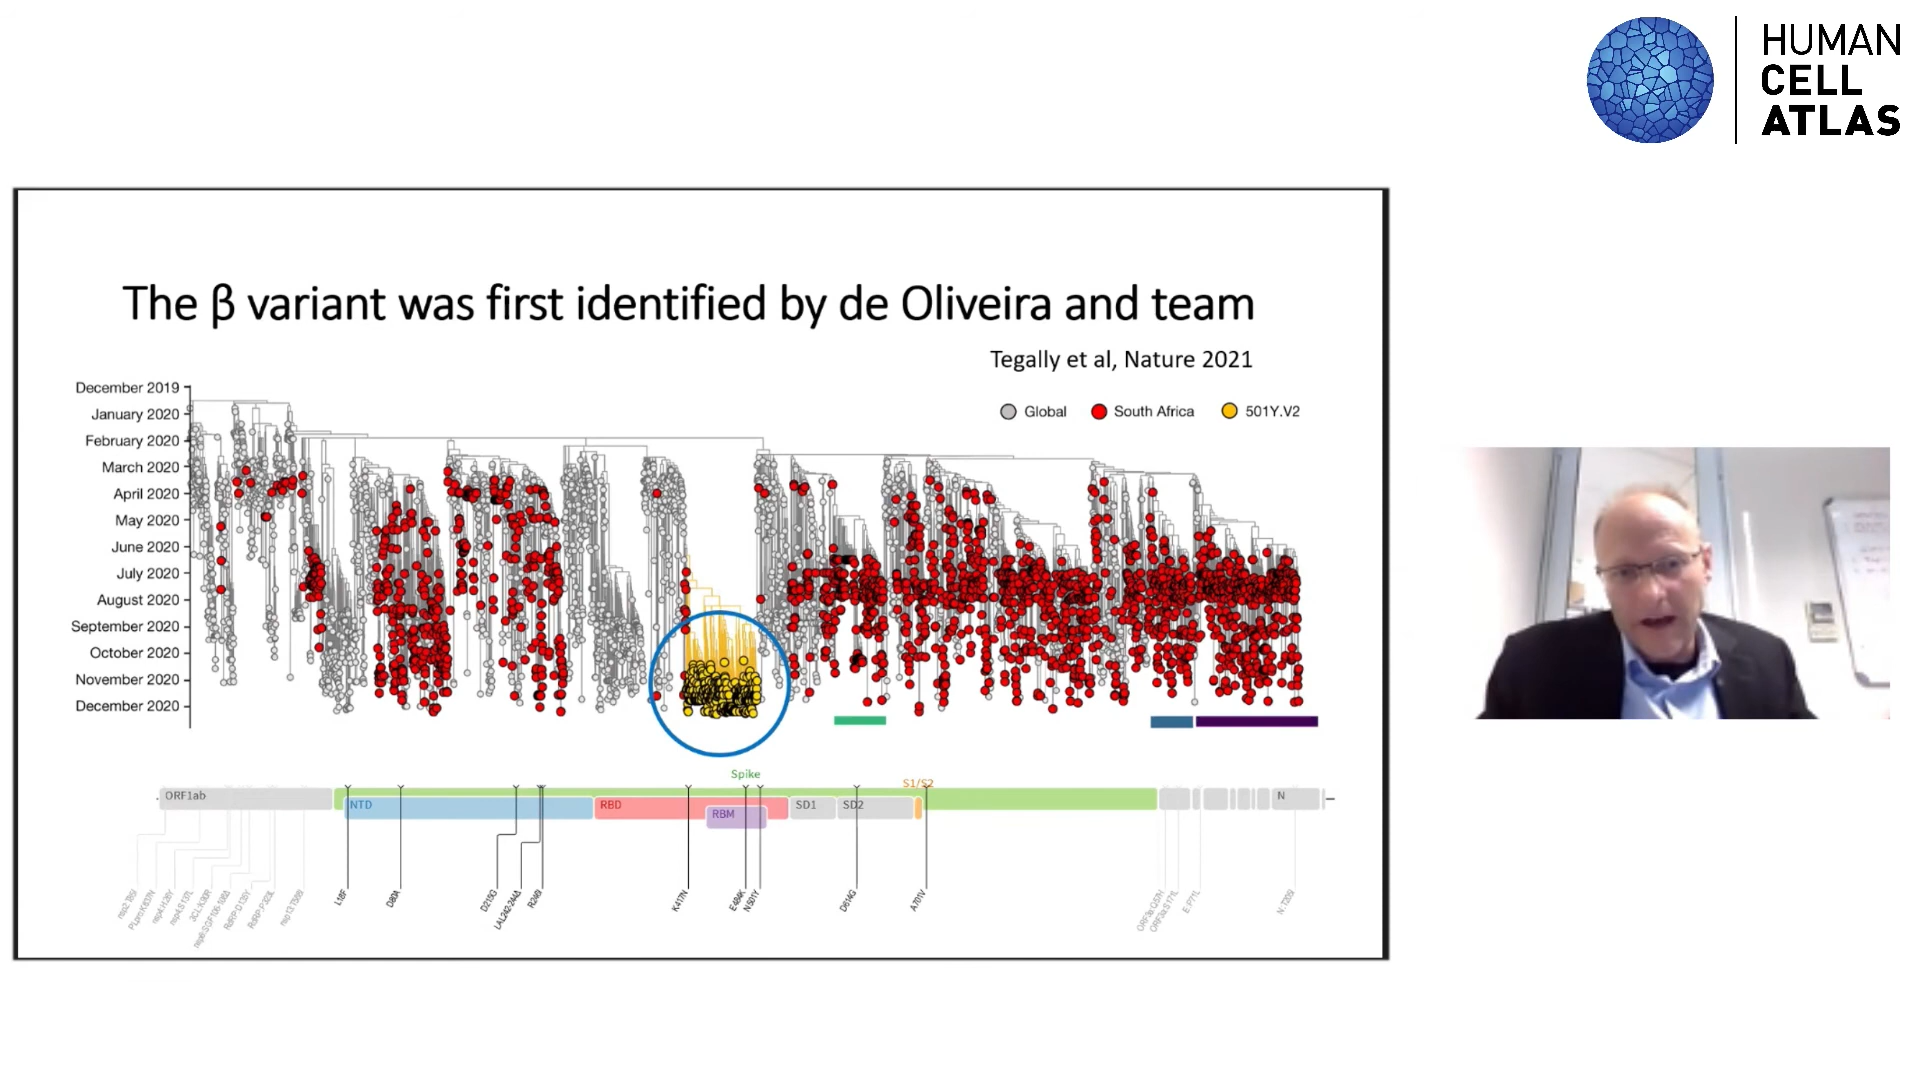 HUMAN
CELL
ATLAS
The β variant was first identified by de Oliveira and team
Tegally et al, Nature 2021
Global
South Africa
501Y.V2
December 2019
January 2020
February 2020
March 2020
April 2020
May 2020
June 2020
July 2020
August 2020
September 2020
October 2020
November 2020
December 2020
Spike
S1/S2
ORF1ab
NTD
RBD
RBM
SD1
SD2
N
L18F
D80A
D215G
LAL242-244Δ
R246I
K417N
E484K
N501Y
D614G
A701V